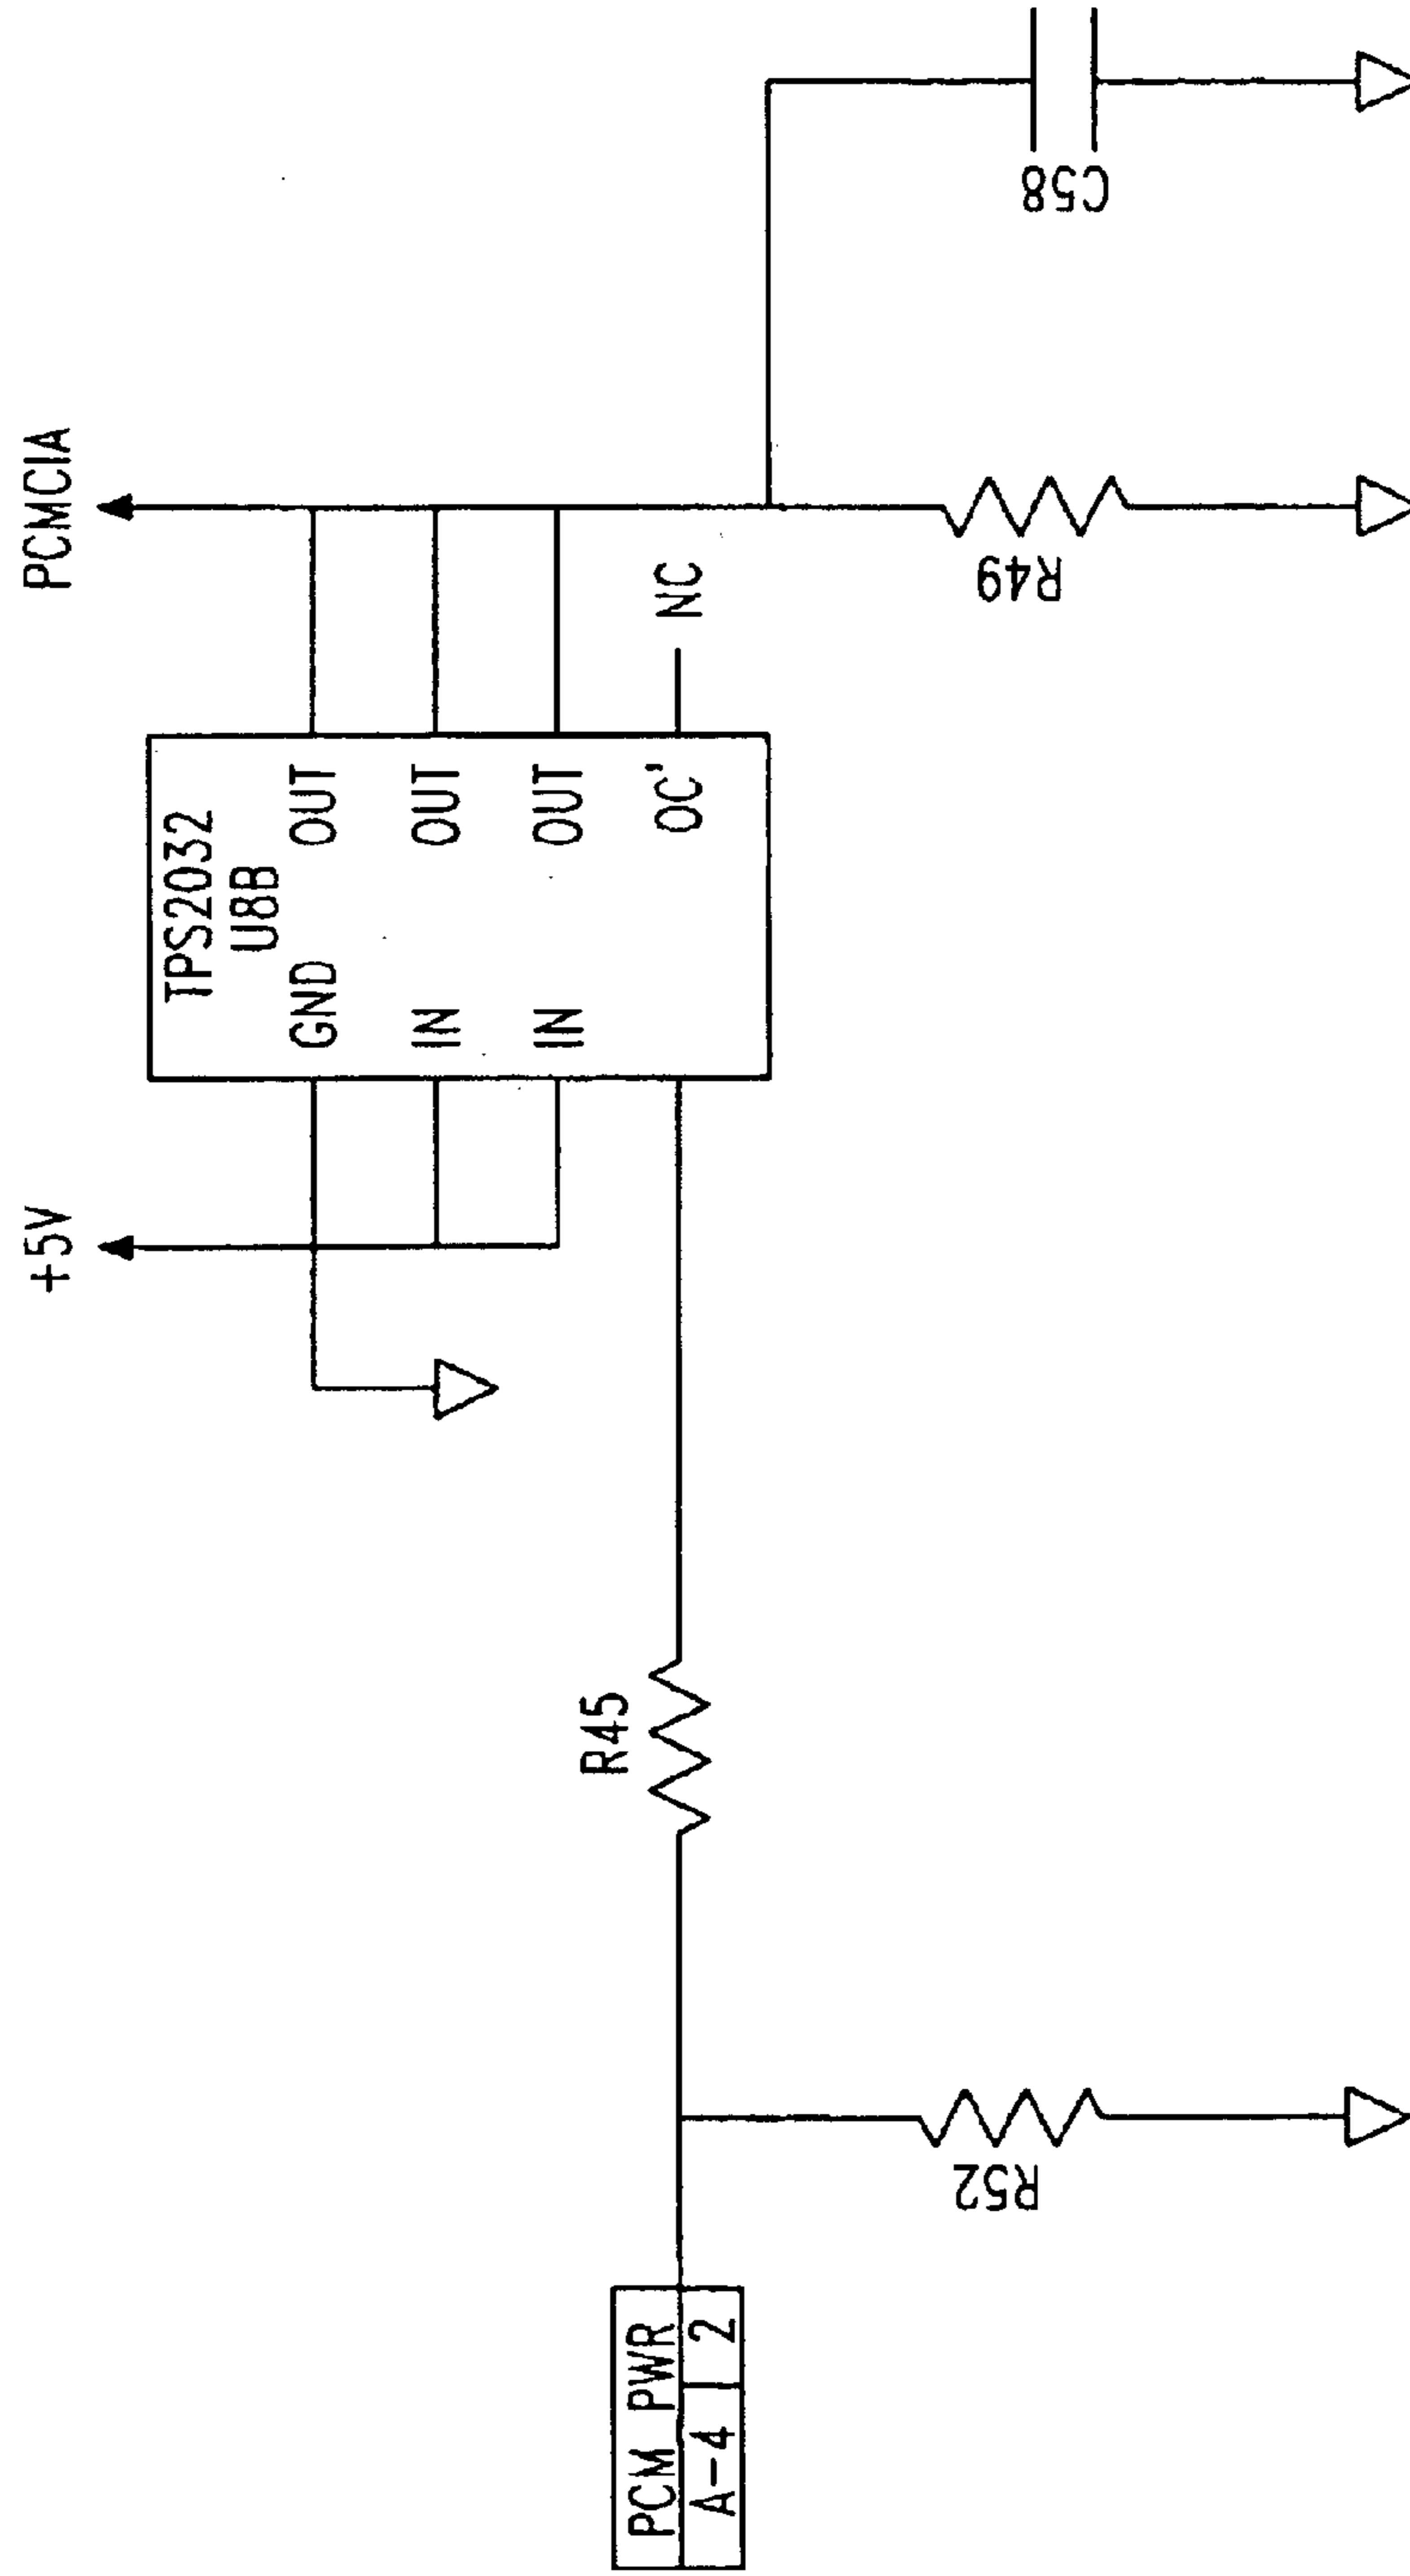 +5V
PCMCIA
TPS2032
U8B
GND OUT
IN OUT
IN OUT
OC'
NC
R45
PCM PWR
A-4 2
R52
R49
C58